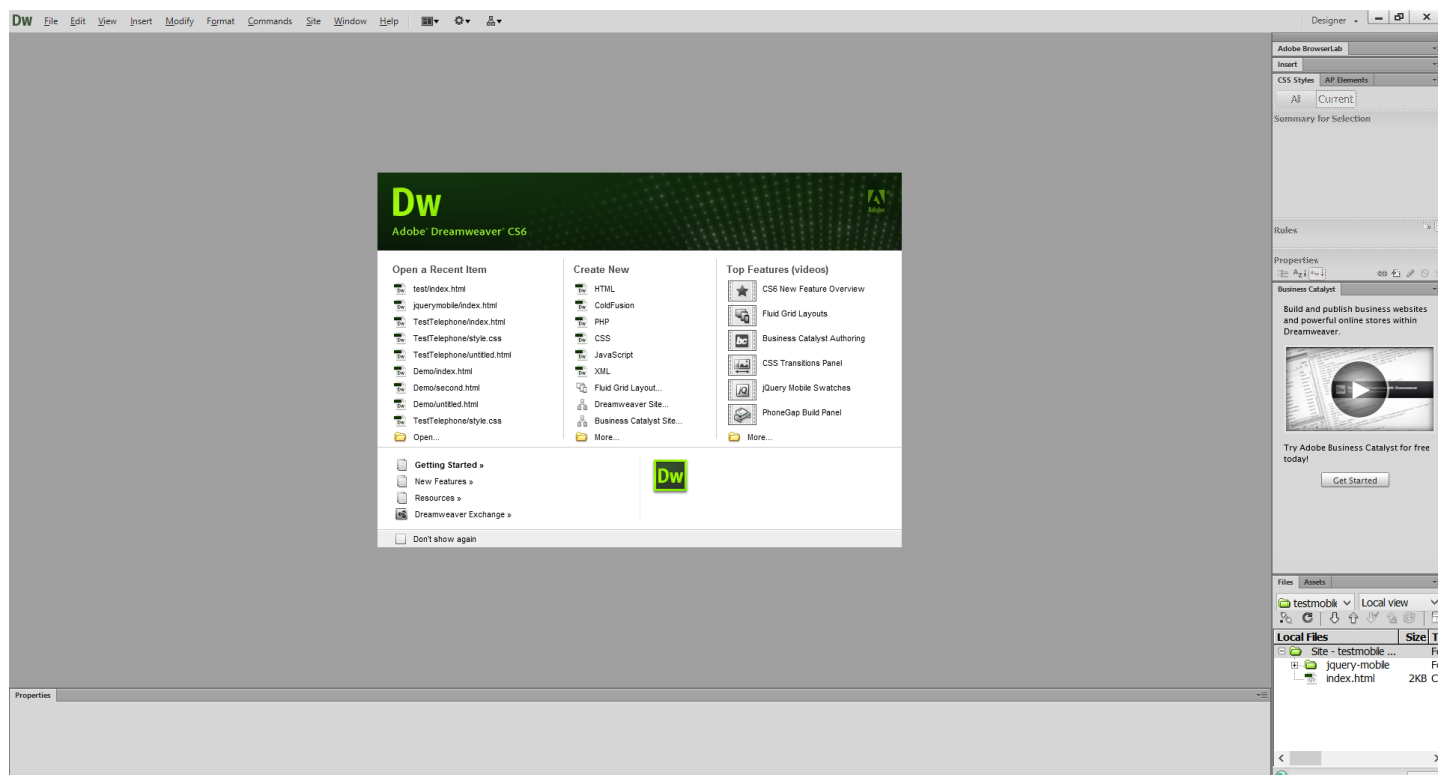 DW File Edit View Insert Modify Format Commands Site Window Help Designer
Adobe BrowserLab
Insert
CSS Styles AP Elements
All Current
Summary for Selection
Rules
Properties
Business Catalyst
Build and publish business websites
and powerful online stores within
Dreamweaver.
Try Adobe Business Catalyst for free
today!
Get Started
Files Assets
testmobil Local view
Local Files Size T
Site - testmobile ... Fo
jquery-mobile Fo
index.html 2KB C
Dw
Adobe® Dreamweaver® CS6
Adobe
Open a Recent Item
test/index.html
jquerymobile/index.html
TestTelephone/index.html
TestTelephone/style.css
TestTelephone/untitled.html
Demo/index.html
Demo/second.html
Demo/untitled.html
TestTelephone/style.css
Open...
Create New
HTML
ColdFusion
PHP
CSS
JavaScript
XML
Fluid Grid Layout...
Dreamweaver Site...
Business Catalyst Site...
More...
Top Features (videos)
CS6 New Feature Overview
Fluid Grid Layouts
Business Catalyst Authoring
CSS Transitions Panel
jQuery Mobile Swatches
PhoneGap Build Panel
More...
Getting Started »
New Features »
Resources »
Dreamweaver Exchange »
Dw
Don't show again
Properties